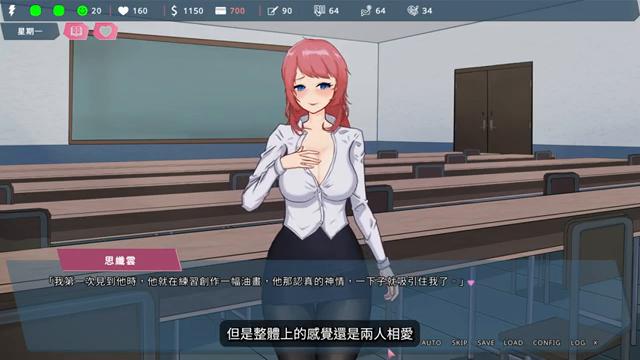 20 160 $ 1150 700 90 64 64 34
星期一
思纖雲
「我第一次見到他時，他就在練習創作一幅油畫，他那認真的神情，一下子就吸引住我了。」
但是整體上的感覺還是兩人相愛
AUTO SKIP SAVE LOAD CONFIG LOG X